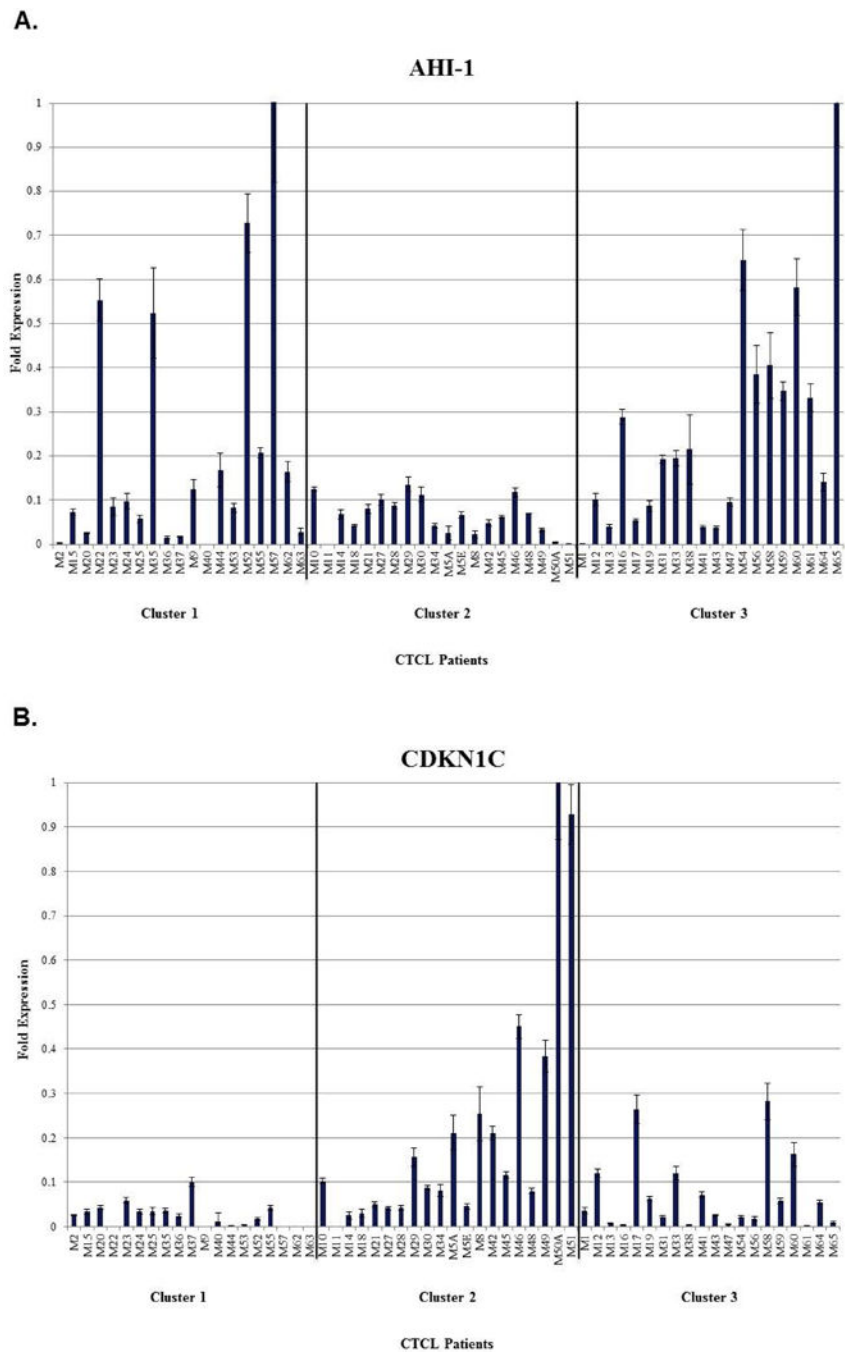 A.
AHI-1
1
0.9
0.8
0.7
0.6
0.5
0.4
0.3
0.2
0.1
0
Fold Expression
M2 M15 M20 M22 M23 M24 M25 M35 M36 M37 M9 M40 M44 M53 M52 M55 M57 M62 M63 M10 M11 M14 M18 M21 M27 M28 M29 M30 M34 M5A M5E M8 M42 M45 M46 M48 M49 M50A M51 M1 M12 M13 M16 M17 M19 M31 M33 M38 M41 M43 M47 M54 M56 M58 M59 M60 M61 M64 M65
Cluster 1 Cluster 2 Cluster 3
CTCL Patients
B.
CDKN1C
1
0.9
0.8
0.7
0.6
0.5
0.4
0.3
0.2
0.1
0
Fold Expression
M2 M15 M20 M22 M23 M24 M25 M35 M36 M37 M9 M40 M44 M53 M52 M55 M57 M62 M63 M10 M11 M14 M18 M21 M27 M28 M29 M30 M34 M5A M5E M8 M42 M45 M46 M48 M49 M50A M51 M1 M12 M13 M16 M17 M19 M31 M33 M38 M41 M43 M47 M54 M56 M58 M59 M60 M61 M64 M65
Cluster 1 Cluster 2 Cluster 3
CTCL Patients